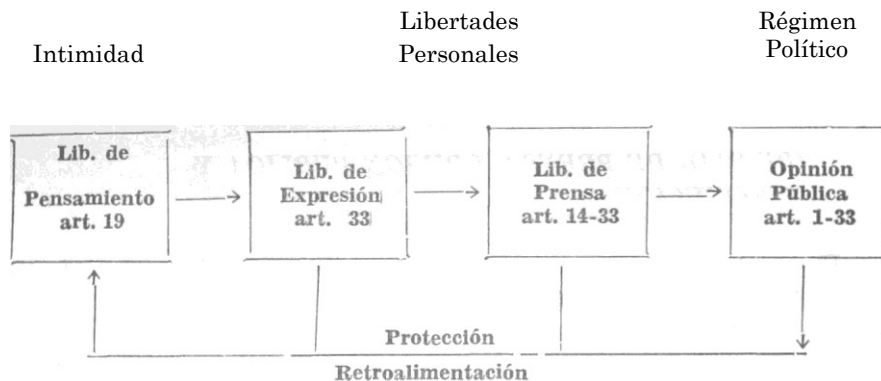 Intimidad
Libertades
Personales
Régimen
Político
Lib. de
Pensamiento
art. 19
Lib. de
Expresión
art. 33
Lib. de
Prensa
art. 14-33
Opinión
Pública
art. 1-33
Protección
Retroalimentación